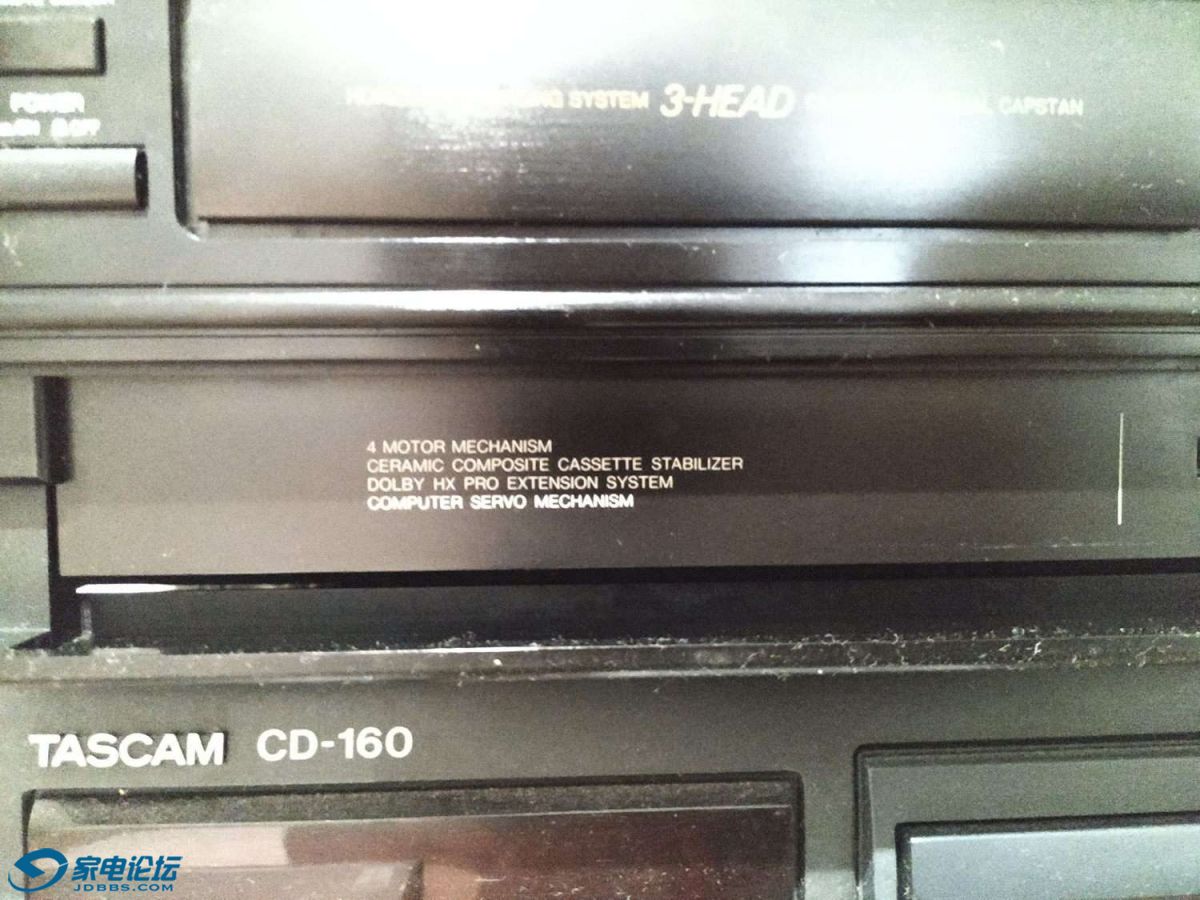 POWER
SYSTEM 3-HEAD CAPSTAN
4 MOTOR MECHANISM
CERAMIC COMPOSITE CASSETTE STABILIZER
DOLBY HX PRO EXTENSION SYSTEM
COMPUTER SERVO MECHANISM
TASCAM CD-160
家电论坛
JDBBS.COM